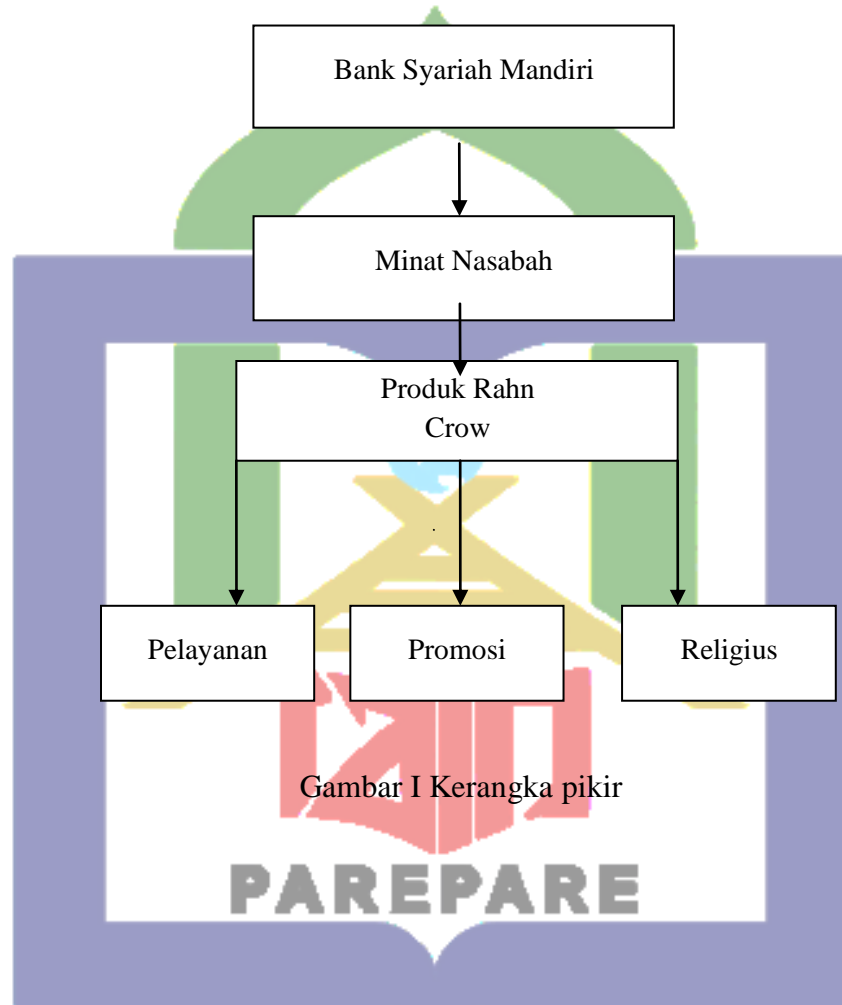 Bank Syariah Mandiri
Minat Nasabah
Produk Rahn
Crow
Pelayanan
Promosi
Religius
Gambar I Kerangka pikir
PAREPARE